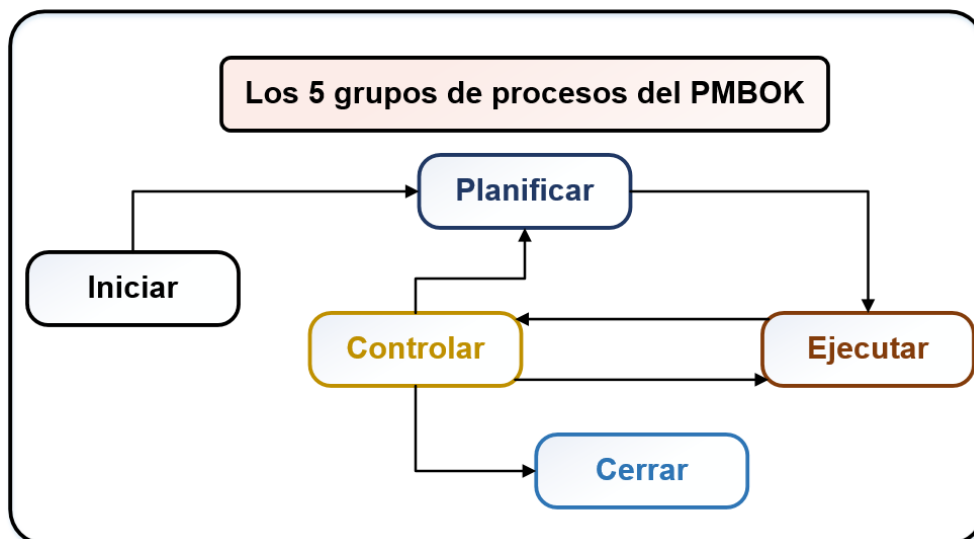 Los 5 grupos de procesos del PMBOK
Planificar
Iniciar
Controlar
Ejecutar
Cerrar